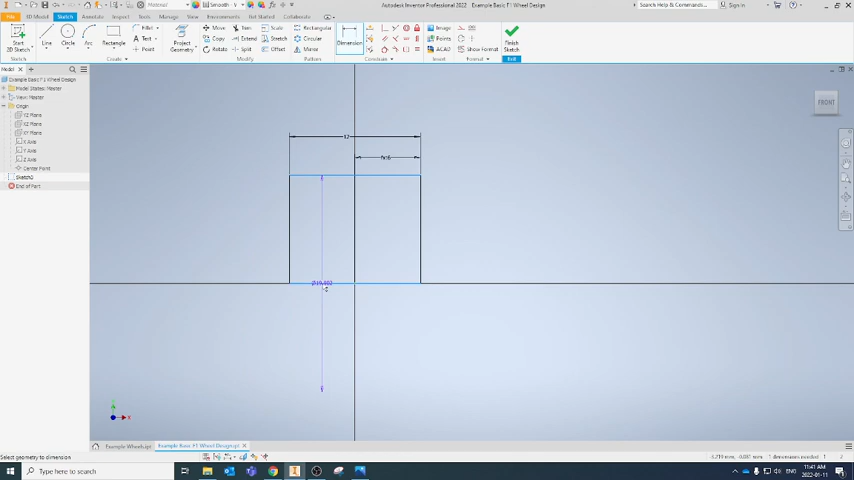 Material
Smooth
Autodesk Inventor Professional 2022 Example Basic F1 Wheel Design
Search Help & Commands...
Sign In
File 3D Model Sketch Annotate Inspect Tools Manage View Environments Get Started Collaborate
Start
2D Sketch
Line Circle Arc Rectangle
Fillet
Text
Point
Project
Geometry
Move Trim Scale
Copy Extend Stretch
Rotate Split Offset
Rectangular
Circular
Mirror
Dimension
Image
Points
ACAD
Show Format
Finish
Sketch
Sketch Create Modify Pattern Constrain Insert Format Exit
Model
Example Basic F1 Wheel Design
Model States: Master
View: Master
Origin
YZ Plane
XZ Plane
XY Plane
X Axis
Y Axis
Z Axis
Center Point
End of Part
FRONT
12
X
Example Wheels.ipt
Example Basic F1 Wheel Design.ipt
Select geometry to dimension
Type here to search
ENG
11:41 AM
2022-01-11